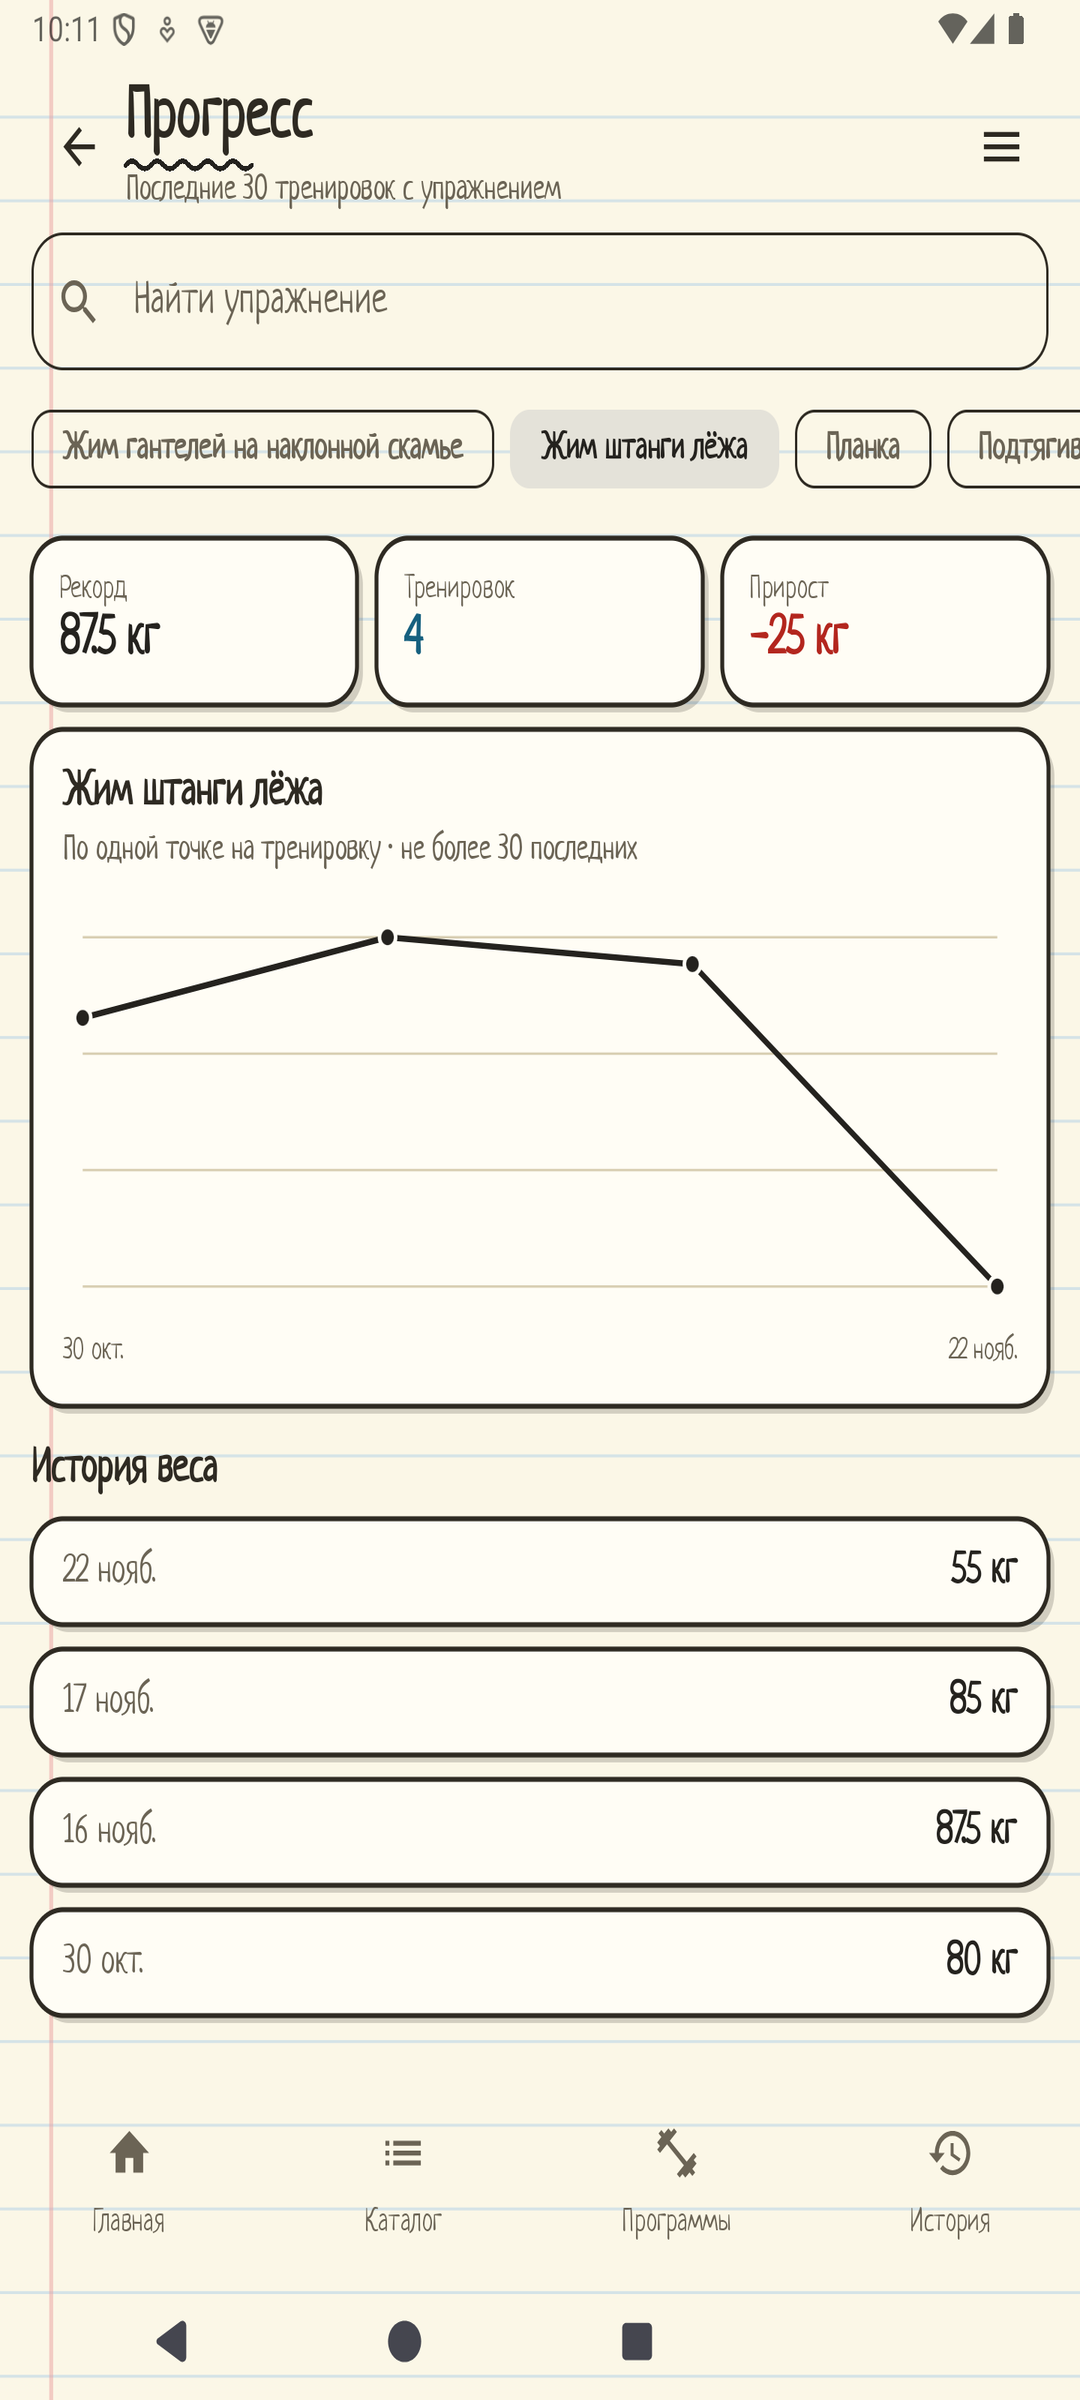 10:11
Прогресс
Последние 30 тренировок с упражнением
Найти упражнение
Жим гантелей на наклонной скамье
Жим штанги лёжа
Планка
Подтягив
Рекорд
87.5 кг
Тренировок
4
Прирост
-25 кг
Жим штанги лёжа
По одной точке на тренировку · не более 30 последних
30 окт.
22 нояб.
История веса
22 нояб.
55 кг
17 нояб.
85 кг
16 нояб.
87.5 кг
30 окт.
80 кг
Главная
Каталог
Программы
История